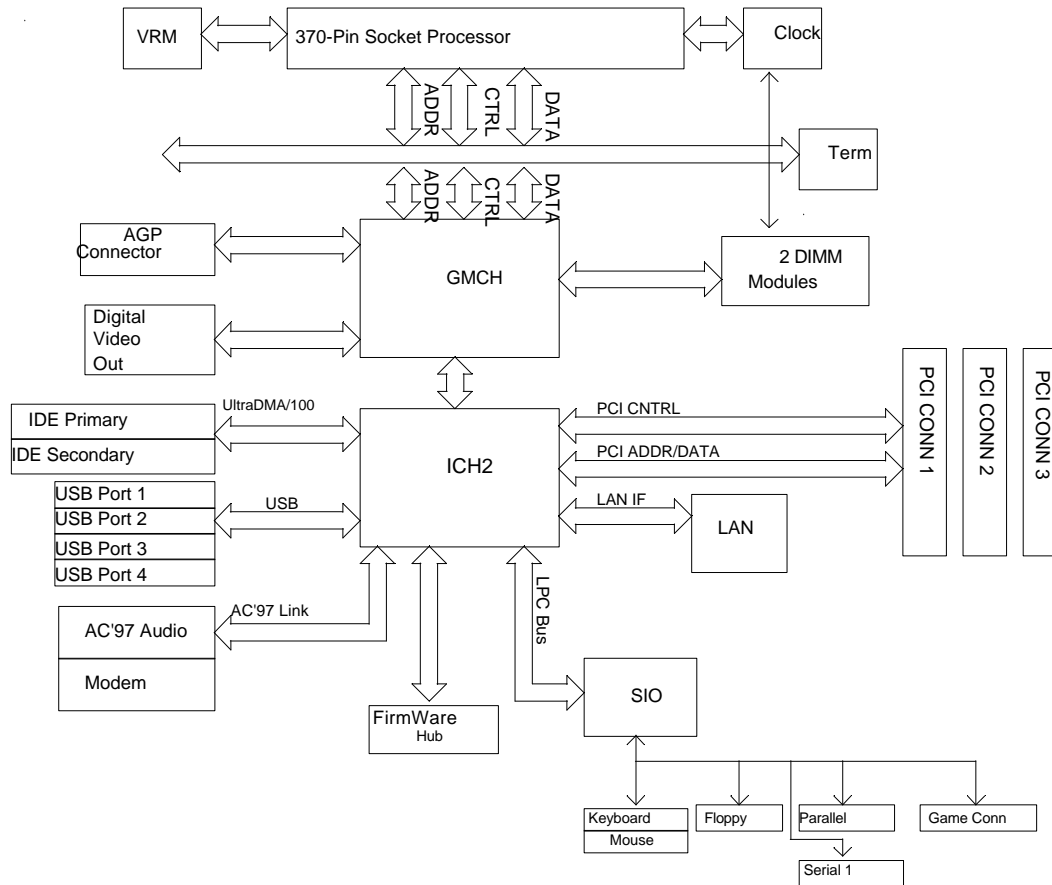 VRM
370-Pin Socket Processor
Clock
ADDR
CTRL
DATA
Term
ADDR
CTRL
DATA
AGP
Connector
GMCH
2 DIMM
Modules
Digital
Video
Out
UltraDMA/100
IDE Primary
IDE Secondary
ICH2
PCI CNTRL
PCI ADDR/DATA
PCI CONN 1
PCI CONN 2
PCI CONN 3
USB Port 1
USB Port 2
USB Port 3
USB Port 4
USB
LAN IF
LAN
AC'97 Link
AC'97 Audio
Modem
LPC Bus
FirmWare
Hub
SIO
Keyboard
Mouse
Floppy
Parallel
Game Conn
Serial 1